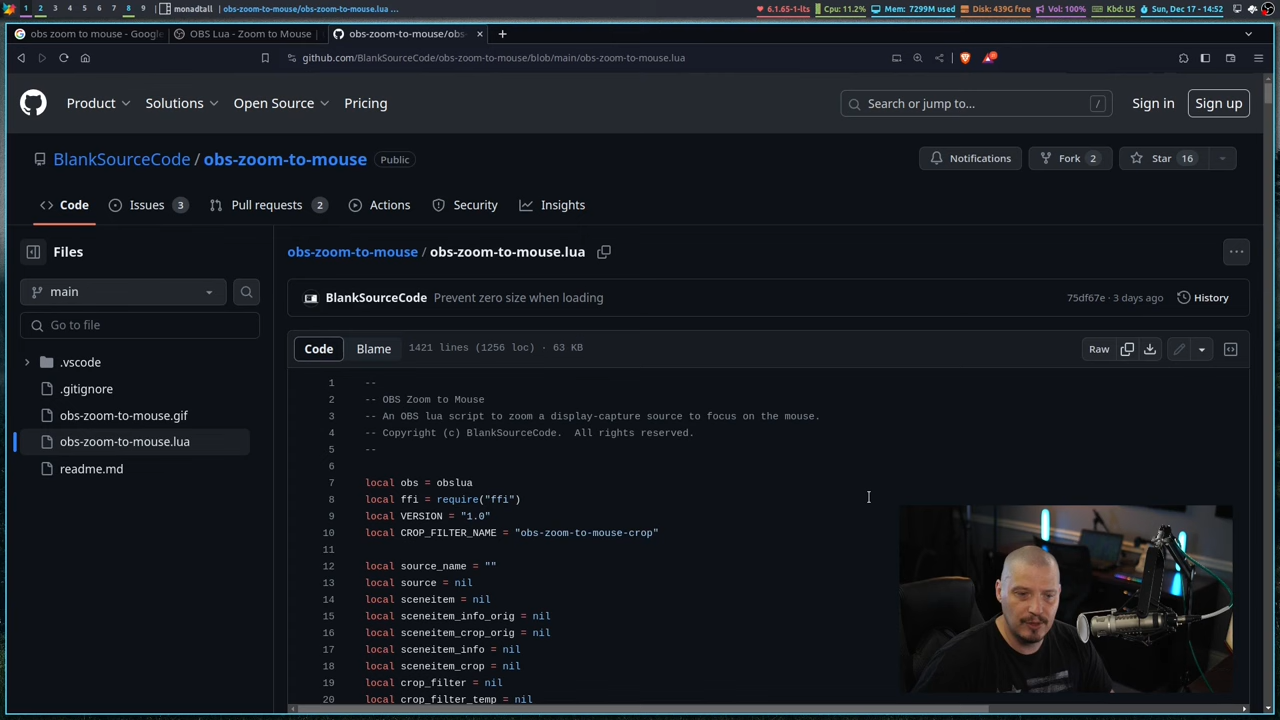 1 2 3 4 5 6 7 8 9 monadtall obs-zoom-to-mouse/obs-zoom-to-mouse.lua ... 6.1.65-1-lts Cpu: 11.2% Mem: 7299M used Disk: 439G free Vol: 100% Kbd: US Sun, Dec 17 - 14:52
obs zoom to mouse - Google OBS Lua - Zoom to Mouse obs-zoom-to-mouse/obs-
github.com/BlankSourceCode/obs-zoom-to-mouse/blob/main/obs-zoom-to-mouse.lua
Product Solutions Open Source Pricing Search or jump to... / Sign in Sign up
BlankSourceCode / obs-zoom-to-mouse Public Notifications Fork 2 Star 16
Code Issues 3 Pull requests 2 Actions Security Insights
Files
main
Go to file
.vscode
.gitignore
obs-zoom-to-mouse.gif
obs-zoom-to-mouse.lua
readme.md
obs-zoom-to-mouse / obs-zoom-to-mouse.lua
BlankSourceCode Prevent zero size when loading 75df67e · 3 days ago History
Code Blame 1421 lines (1256 loc) · 63 KB Raw
1 --
2 -- OBS Zoom to Mouse
3 -- An OBS lua script to zoom a display-capture source to focus on the mouse.
4 -- Copyright (c) BlankSourceCode.  All rights reserved.
5 --
6
7 local obs = obslua
8 local ffi = require("ffi")
9 local VERSION = "1.0"
10 local CROP_FILTER_NAME = "obs-zoom-to-mouse-crop"
11
12 local source_name = ""
13 local source = nil
14 local sceneitem = nil
15 local sceneitem_info_orig = nil
16 local sceneitem_crop_orig = nil
17 local sceneitem_info = nil
18 local sceneitem_crop = nil
19 local crop_filter = nil
20 local crop_filter_temp = nil